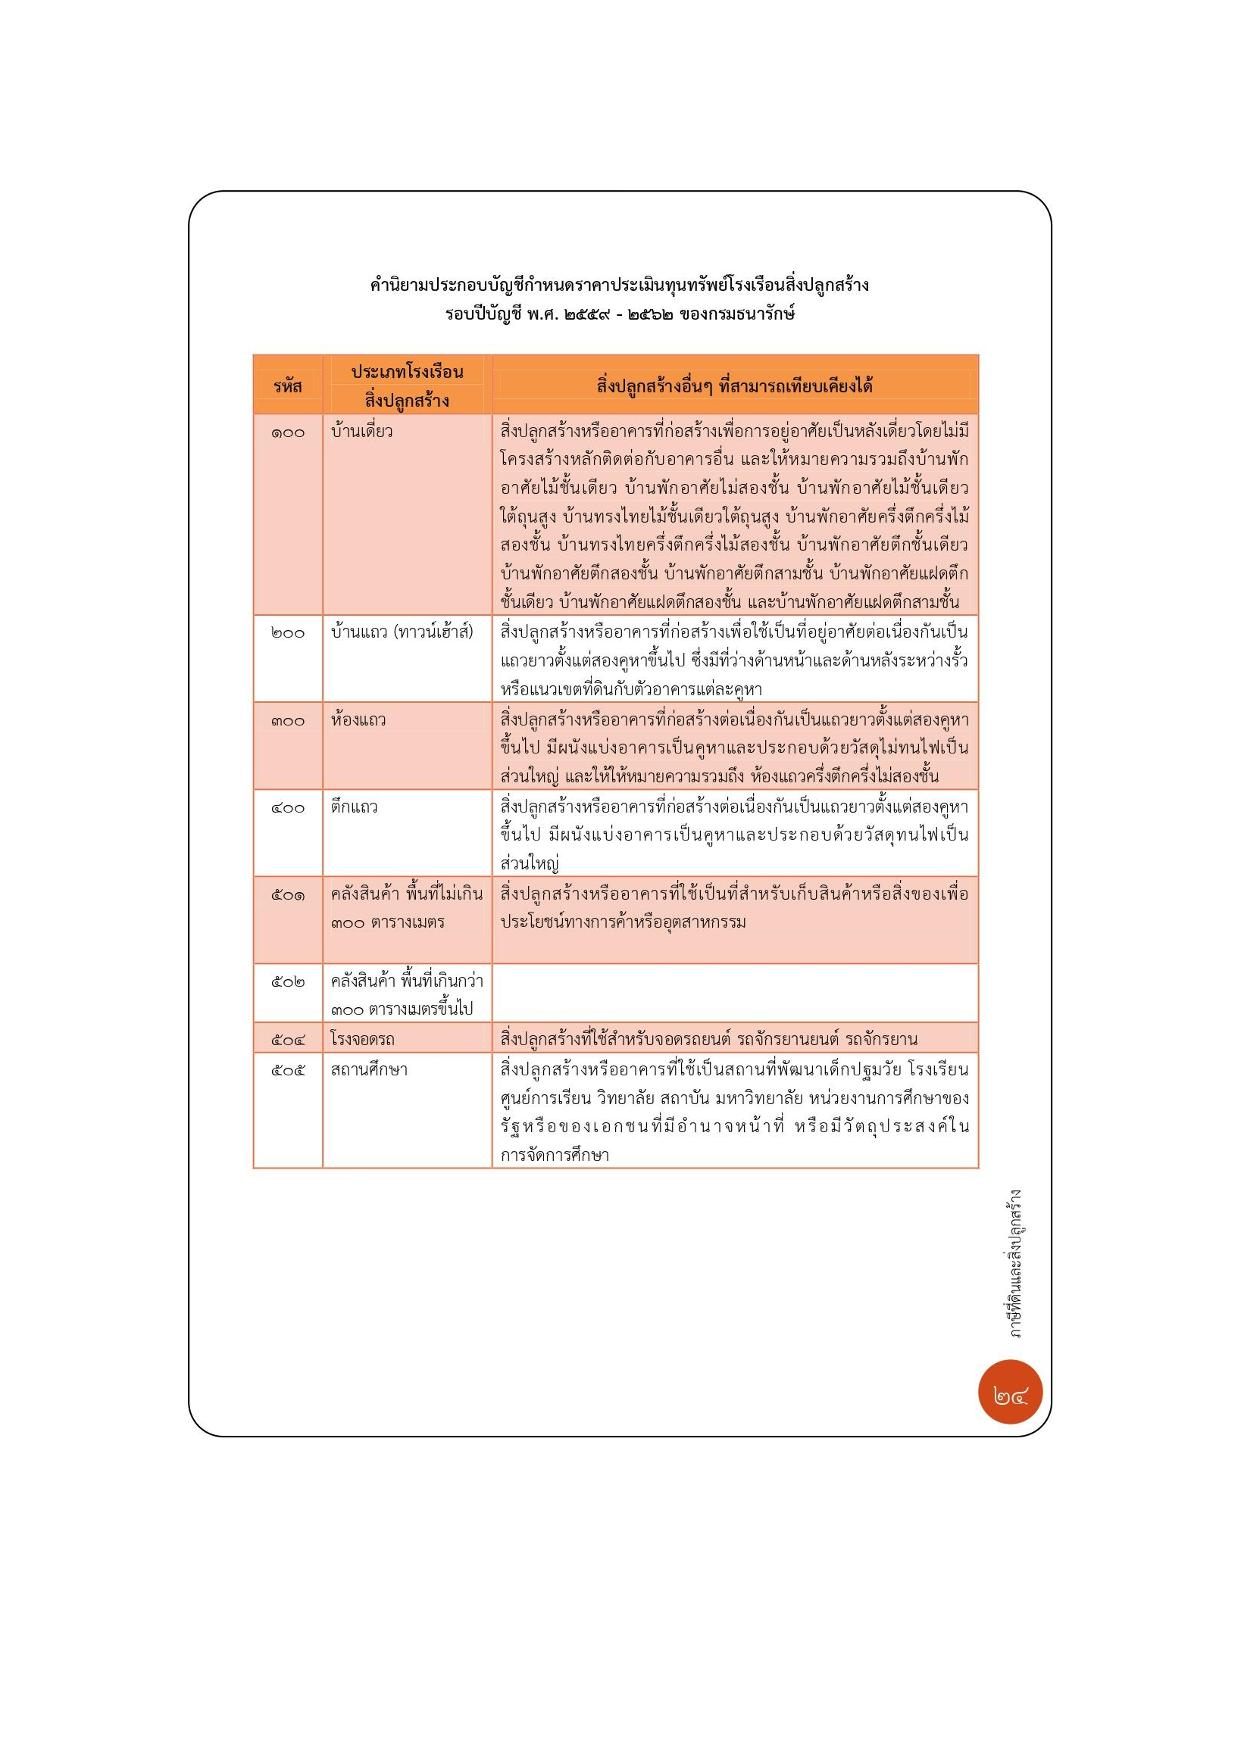 คำนิยามประกอบบัญชีกำหนดราคาประเมินทุนทรัพย์โรงเรือนสิ่งปลูกสร้าง
รอบปีบัญชี พ.ศ. ๒๕๕๙ - ๒๕๖๒ ของกรมธนารักษ์
รหัส
ประเภทโรงเรือน
สิ่งปลูกสร้าง
สิ่งปลูกสร้างอื่นๆ ที่สามารถเทียบเคียงได้
๑๐๐
บ้านเดี่ยว
สิ่งปลูกสร้างหรืออาคารที่ก่อสร้างเพื่อการอยู่อาศัยเป็นหลังเดี่ยวโดยไม่มี
โครงสร้างหลักติดต่อกับอาคารอื่น และให้หมายความรวมถึงบ้านพัก
อาศัยไม้ชั้นเดียว บ้านพักอาศัยไม่สองชั้น บ้านพักอาศัยไม้ชั้นเดียว
ใต้ถุนสูง บ้านทรงไทยไม้ชั้นเดียวใต้ถุนสูง บ้านพักอาศัยครึ่งตึกครึ่งไม้
สองชั้น บ้านทรงไทยครึ่งตึกครึ่งไม้สองชั้น บ้านพักอาศัยตึกชั้นเดียว
บ้านพักอาศัยตึกสองชั้น บ้านพักอาศัยตึกสามชั้น บ้านพักอาศัยแฝดตึก
ชั้นเดียว บ้านพักอาศัยแฝดตึกสองชั้น และบ้านพักอาศัยแฝดตึกสามชั้น
๒๐๐
บ้านแถว (ทาวน์เฮ้าส์)
สิ่งปลูกสร้างหรืออาคารที่ก่อสร้างเพื่อใช้เป็นที่อยู่อาศัยต่อเนื่องกันเป็น
แถวยาวตั้งแต่สองคูหาขึ้นไป ซึ่งมีที่ว่างด้านหน้าและด้านหลังระหว่างรั้ว
หรือแนวเขตที่ดินกับตัวอาคารแต่ละคูหา
๓๐๐
ห้องแถว
สิ่งปลูกสร้างหรืออาคารที่ก่อสร้างต่อเนื่องกันเป็นแถวยาวตั้งแต่สองคูหา
ขึ้นไป มีผนังแบ่งอาคารเป็นคูหาและประกอบด้วยวัสดุไม่ทนไฟเป็น
ส่วนใหญ่ และให้ให้หมายความรวมถึง ห้องแถวครึ่งตึกครึ่งไม่สองชั้น
๔๐๐
ตึกแถว
สิ่งปลูกสร้างหรืออาคารที่ก่อสร้างต่อเนื่องกันเป็นแถวยาวตั้งแต่สองคูหา
ขึ้นไป มีผนังแบ่งอาคารเป็นคูหาและประกอบด้วยวัสดุทนไฟเป็น
ส่วนใหญ่
๕๐๑
คลังสินค้า พื้นที่ไม่เกิน
๓๐๐ ตารางเมตร
สิ่งปลูกสร้างหรืออาคารที่ใช้เป็นที่สำหรับเก็บสินค้าหรือสิ่งของเพื่อ
ประโยชน์ทางการค้าหรืออุตสาหกรรม
๕๐๒
คลังสินค้า พื้นที่เกินกว่า
๓๐๐ ตารางเมตรขึ้นไป
๕๐๔
โรงจอดรถ
สิ่งปลูกสร้างที่ใช้สำหรับจอดรถยนต์ รถจักรยานยนต์ รถจักรยาน
๕๐๕
สถานศึกษา
สิ่งปลูกสร้างหรืออาคารที่ใช้เป็นสถานที่พัฒนาเด็กปฐมวัย โรงเรียน
ศูนย์การเรียน วิทยาลัย สถาบัน มหาวิทยาลัย หน่วยงานการศึกษาของ
รัฐหรือของเอกชนที่มีอำนาจหน้าที่ หรือมีวัตถุประสงค์ใน
การจัดการศึกษา
ภาษีที่ดินและสิ่งปลูกสร้าง
๒๔